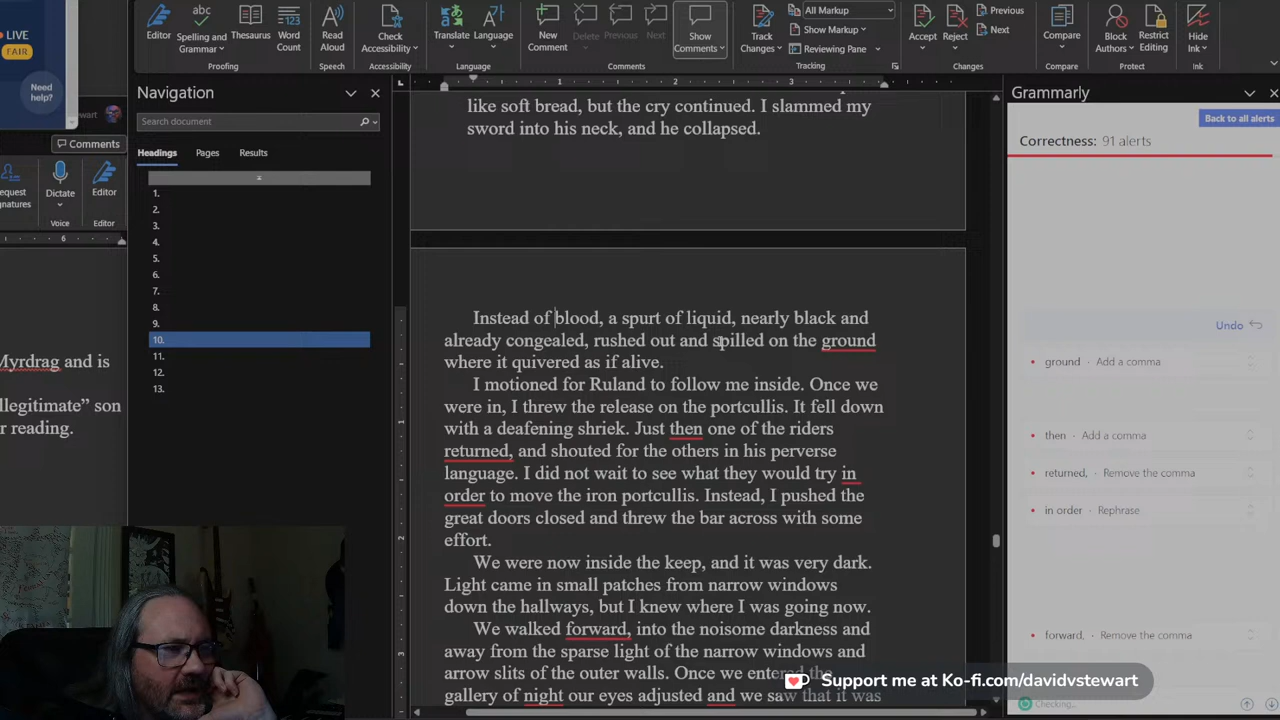 LIVE
FAIR
Need
help?
wart
Comments
equest
gnatures
Dictate
Editor
Voice
Editor
6
Myrdrag and is
llegitimate” son
r reading.
Editor
Spelling and
Grammar
Thesaurus
Word
Count
Proofing
Read
Aloud
Speech
Check
Accessibility
Accessibility
Translate
Language
Language
New
Comment
Delete
Previous
Next
Show
Comments
Comments
Track
Changes
All Markup
Show Markup
Reviewing Pane
Tracking
Accept
Reject
Previous
Next
Changes
Compare
Compare
Block
Authors
Restrict
Editing
Protect
Hide
Ink
Ink
Navigation
Search document
Headings
Pages
Results
1.
2.
3.
4.
5.
6.
7.
8.
9.
10.
11.
12.
13.
1
2
3
like soft bread, but the cry continued. I slammed my
sword into his neck, and he collapsed.
Instead of blood, a spurt of liquid, nearly black and
already congealed, rushed out and spilled on the ground
where it quivered as if alive.
I motioned for Ruland to follow me inside. Once we
were in, I threw the release on the portcullis. It fell down
with a deafening shriek. Just then one of the riders
returned, and shouted for the others in his perverse
language. I did not wait to see what they would try in
order to move the iron portcullis. Instead, I pushed the
great doors closed and threw the bar across with some
effort.
We were now inside the keep, and it was very dark.
Light came in small patches from narrow windows
down the hallways, but I knew where I was going now.
We walked forward, into the noisome darkness and
away from the sparse light of the narrow windows and
arrow slits of the outer walls. Once we entered the
gallery of night our eyes adjusted and we saw that it was
1
2
3
Grammarly
Back to all alerts
Correctness: 91 alerts
Undo
ground · Add a comma
then · Add a comma
returned, · Remove the comma
in order · Rephrase
forward, · Remove the comma
Checking...
Support me at Ko-fi.com/davidvstewart